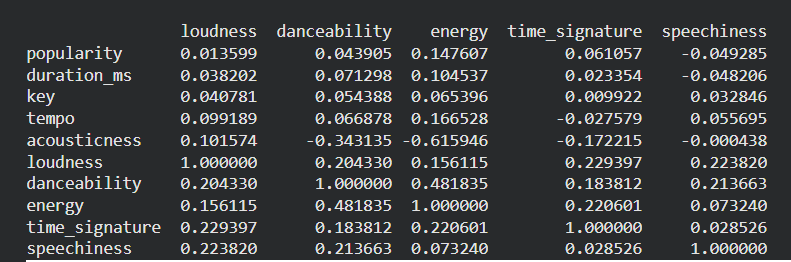 loudness danceability energy time_signature speechiness
popularity 0.013599 0.043905 0.147607 0.061057 -0.049285
duration_ms 0.038202 0.071298 0.104537 0.023354 -0.048206
key 0.040781 0.054388 0.065396 0.009922 0.032846
tempo 0.099189 0.066878 0.166528 -0.027579 0.055695
acousticness 0.101574 -0.343135 -0.615946 -0.172215 -0.000438
loudness 1.000000 0.204330 0.156115 0.229397 0.223820
danceability 0.204330 1.000000 0.481835 0.183812 0.213663
energy 0.156115 0.481835 1.000000 0.220601 0.073240
time_signature 0.229397 0.183812 0.220601 1.000000 0.028526
speechiness 0.223820 0.213663 0.073240 0.028526 1.000000